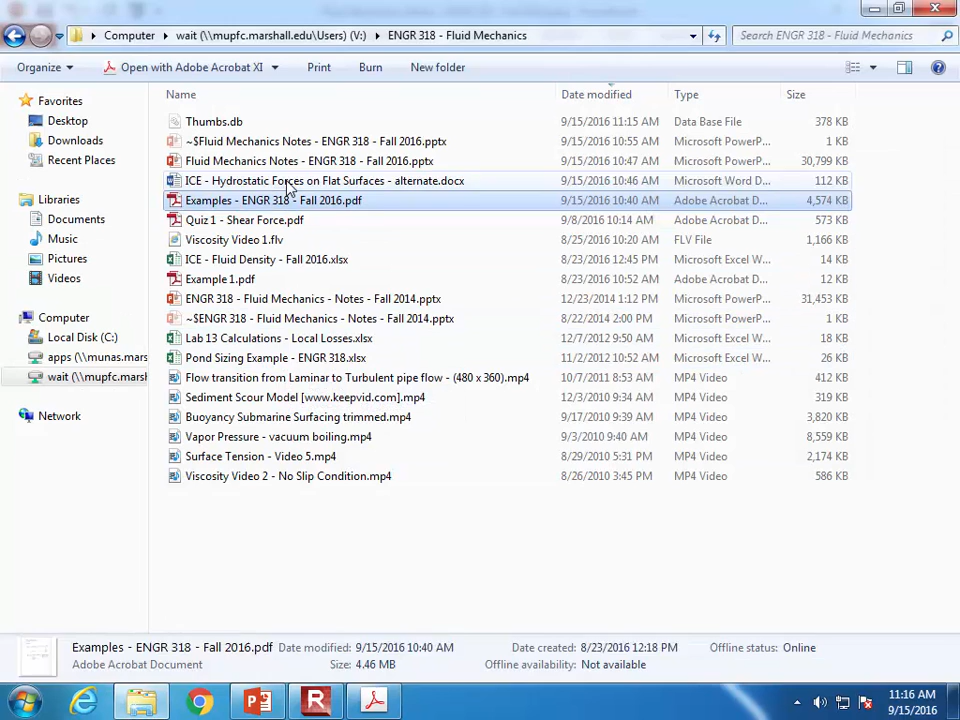 Computer wait (\\mupfc.marshall.edu\Users) (V:) ENGR 318 - Fluid Mechanics Search ENGR 318 - Fluid Mechanics
Organize Open with Adobe Acrobat XI Print Burn New folder
Name Date modified Type Size
Favorites
Desktop
Downloads
Recent Places
Libraries
Documents
Music
Pictures
Videos
Computer
Local Disk (C:)
apps (\\munas.mars
wait (\\mupfc.marsh
Network
Thumbs.db 9/15/2016 11:15 AM Data Base File 378 KB
~$Fluid Mechanics Notes - ENGR 318 - Fall 2016.pptx 9/15/2016 10:55 AM Microsoft PowerP... 1 KB
Fluid Mechanics Notes - ENGR 318 - Fall 2016.pptx 9/15/2016 10:47 AM Microsoft PowerP... 30,799 KB
ICE - Hydrostatic Forces on Flat Surfaces - alternate.docx 9/15/2016 10:46 AM Microsoft Word D... 112 KB
Examples - ENGR 318 - Fall 2016.pdf 9/15/2016 10:40 AM Adobe Acrobat D... 4,574 KB
Quiz 1 - Shear Force.pdf 9/8/2016 10:14 AM Adobe Acrobat D... 573 KB
Viscosity Video 1.flv 8/25/2016 10:20 AM FLV File 1,166 KB
ICE - Fluid Density - Fall 2016.xlsx 8/23/2016 12:45 PM Microsoft Excel W... 14 KB
Example 1.pdf 8/23/2016 10:52 AM Adobe Acrobat D... 12 KB
ENGR 318 - Fluid Mechanics - Notes - Fall 2014.pptx 12/23/2014 1:12 PM Microsoft PowerP... 31,453 KB
~$ENGR 318 - Fluid Mechanics - Notes - Fall 2014.pptx 8/22/2014 2:00 PM Microsoft PowerP... 1 KB
Lab 13 Calculations - Local Losses.xlsx 12/7/2012 9:50 AM Microsoft Excel W... 18 KB
Pond Sizing Example - ENGR 318.xlsx 11/2/2012 10:52 AM Microsoft Excel W... 26 KB
Flow transition from Laminar to Turbulent pipe flow - (480 x 360).mp4 10/7/2011 8:53 AM MP4 Video 412 KB
Sediment Scour Model [www.keepvid.com].mp4 12/3/2010 9:34 AM MP4 Video 319 KB
Buoyancy Submarine Surfacing trimmed.mp4 9/17/2010 9:39 AM MP4 Video 3,820 KB
Vapor Pressure - vacuum boiling.mp4 9/3/2010 9:40 AM MP4 Video 8,559 KB
Surface Tension - Video 5.mp4 8/29/2010 5:31 PM MP4 Video 2,174 KB
Viscosity Video 2 - No Slip Condition.mp4 8/26/2010 3:45 PM MP4 Video 586 KB
Examples - ENGR 318 - Fall 2016.pdf Date modified: 9/15/2016 10:40 AM Date created: 8/23/2016 12:18 PM Offline status: Online
Adobe Acrobat Document Size: 4.46 MB Offline availability: Not available
11:16 AM
9/15/2016